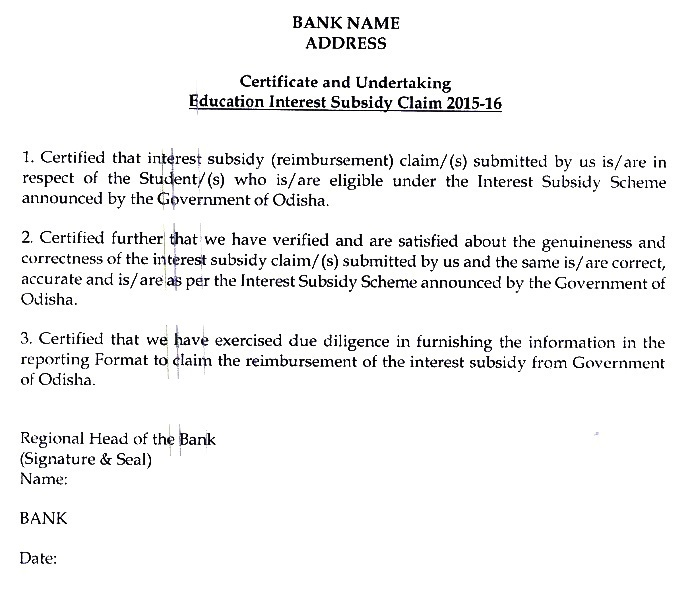 BANK NAME
ADDRESS
Certificate and Undertaking
Education Interest Subsidy Claim 2015-16
1. Certified that interest subsidy (reimbursement) claim/(s) submitted by us is/are in
respect of the Student/(s) who is/are eligible under the Interest Subsidy Scheme
announced by the Government of Odisha.
2. Certified further that we have verified and are satisfied about the genuineness and
correctness of the interest subsidy claim/(s) submitted by us and the same is/are correct,
accurate and is/are as per the Interest Subsidy Scheme announced by the Government of
Odisha.
3. Certified that we have exercised due diligence in furnishing the information in the
reporting Format to claim the reimbursement of the interest subsidy from Government
of Odisha.
Regional Head of the Bank
(Signature & Seal)
Name:
BANK
Date: